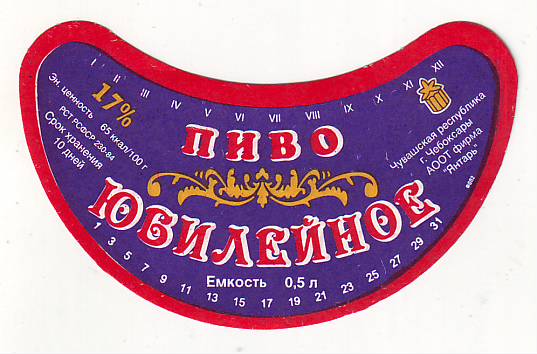 I II III IV V VI VII VIII IX X XI XII
17%
Эн. ценность 65 ккал/100 г
РСТ РСФСР 230-84
Срок хранения
10 дней
ПИВО
ЮБИЛЕЙНОЕ
Чувашская республика
г. Чебоксары
АООТ фирма
"Янтарь"
Емкость 0,5 л
1 3 5 7 9 11 13 15 17 19 21 23 25 27 29 31